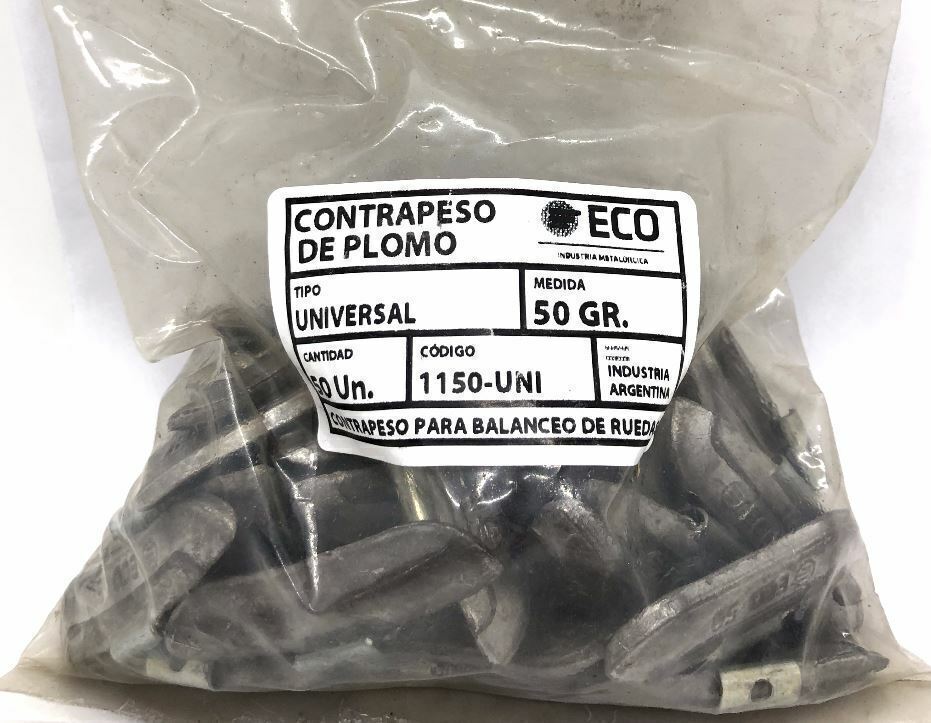 CONTRAPESO
DE PLOMO
ECO
INDUSTRIA METALÚRGICA
TIPO
UNIVERSAL
MEDIDA
50 GR.
CANTIDAD
50 Un.
CÓDIGO
1150-UNI
INDUSTRIA
ARGENTINA
CONTRAPESO PARA BALANCEO DE RUEDA